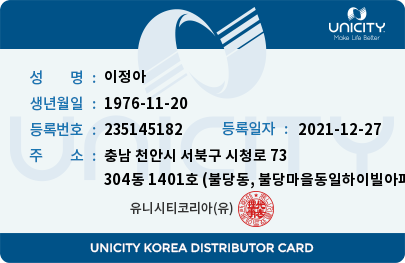 UNICITY
Make Life Better
성 명 : 이정아
생년월일 : 1976-11-20
등록번호 : 235145182 등록일자 : 2021-12-27
주 소 : 충남 천안시 서북구 시청로 73
304동 1401호 (불당동, 불당마을동일하이빌아파
유니시티코리아(유)
UNICITY
UNICITY KOREA DISTRIBUTOR CARD